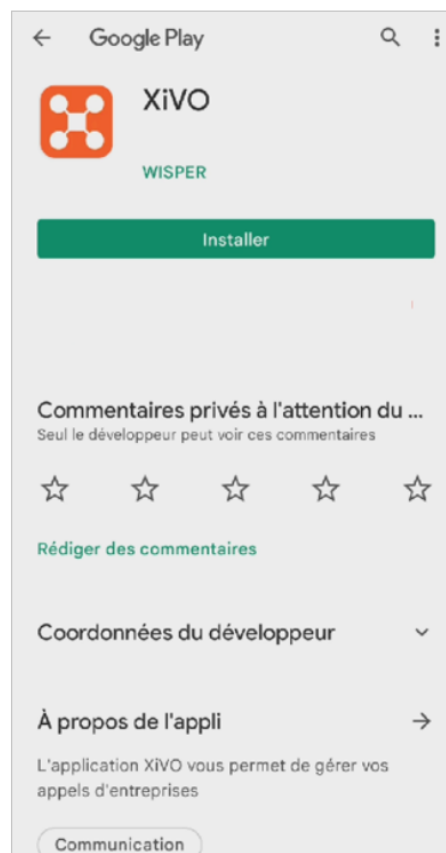 Google Play
XiVO
WISPER
Installer
Commentaires privés à l'attention du ...
Seul le développeur peut voir ces commentaires
Rédiger des commentaires
Coordonnées du développeur
À propos de l'appli
L'application XiVO vous permet de gérer vos
appels d'entreprises
Communication